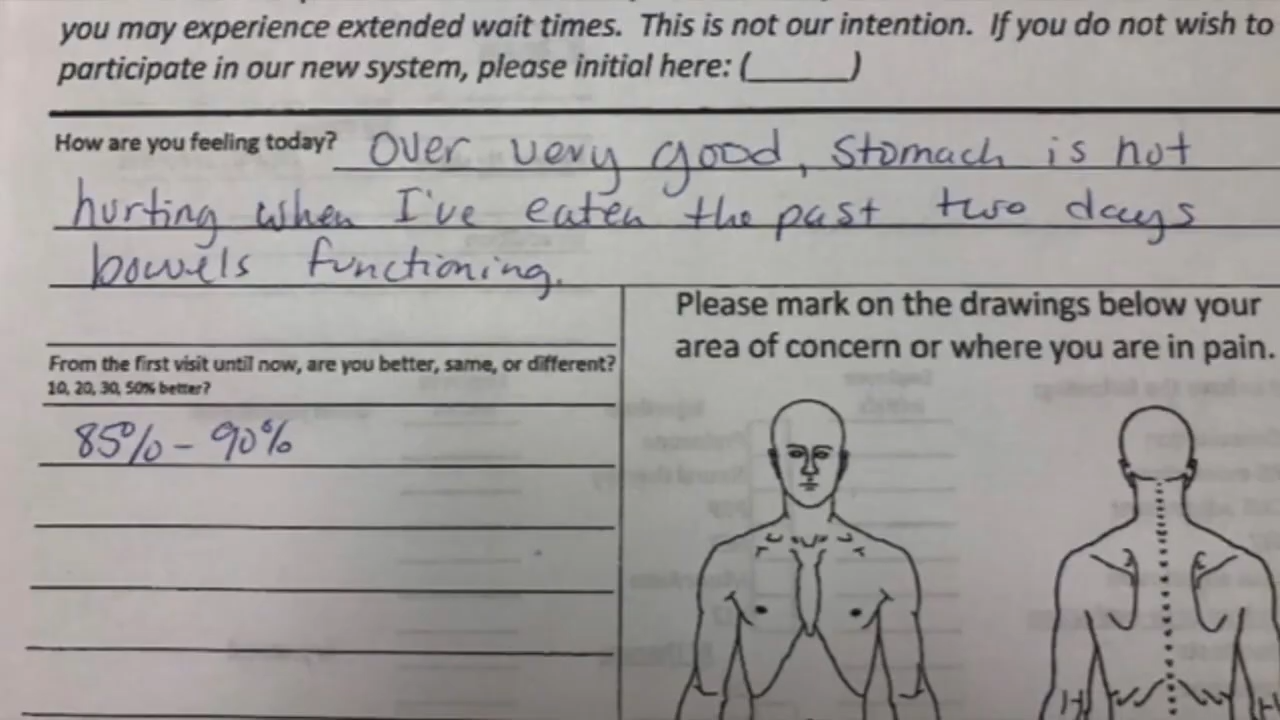 you may experience extended wait times. This is not our intention. If you do not wish to
participate in our new system, please initial here: (______)
How are you feeling today? Over very good, stomach is not
hurting when I've eaten the past two days
bowels functioning.
Please mark on the drawings below your
area of concern or where you are in pain.
From the first visit until now, are you better, same, or different?
10, 20, 30, 50% better?
85% - 90%